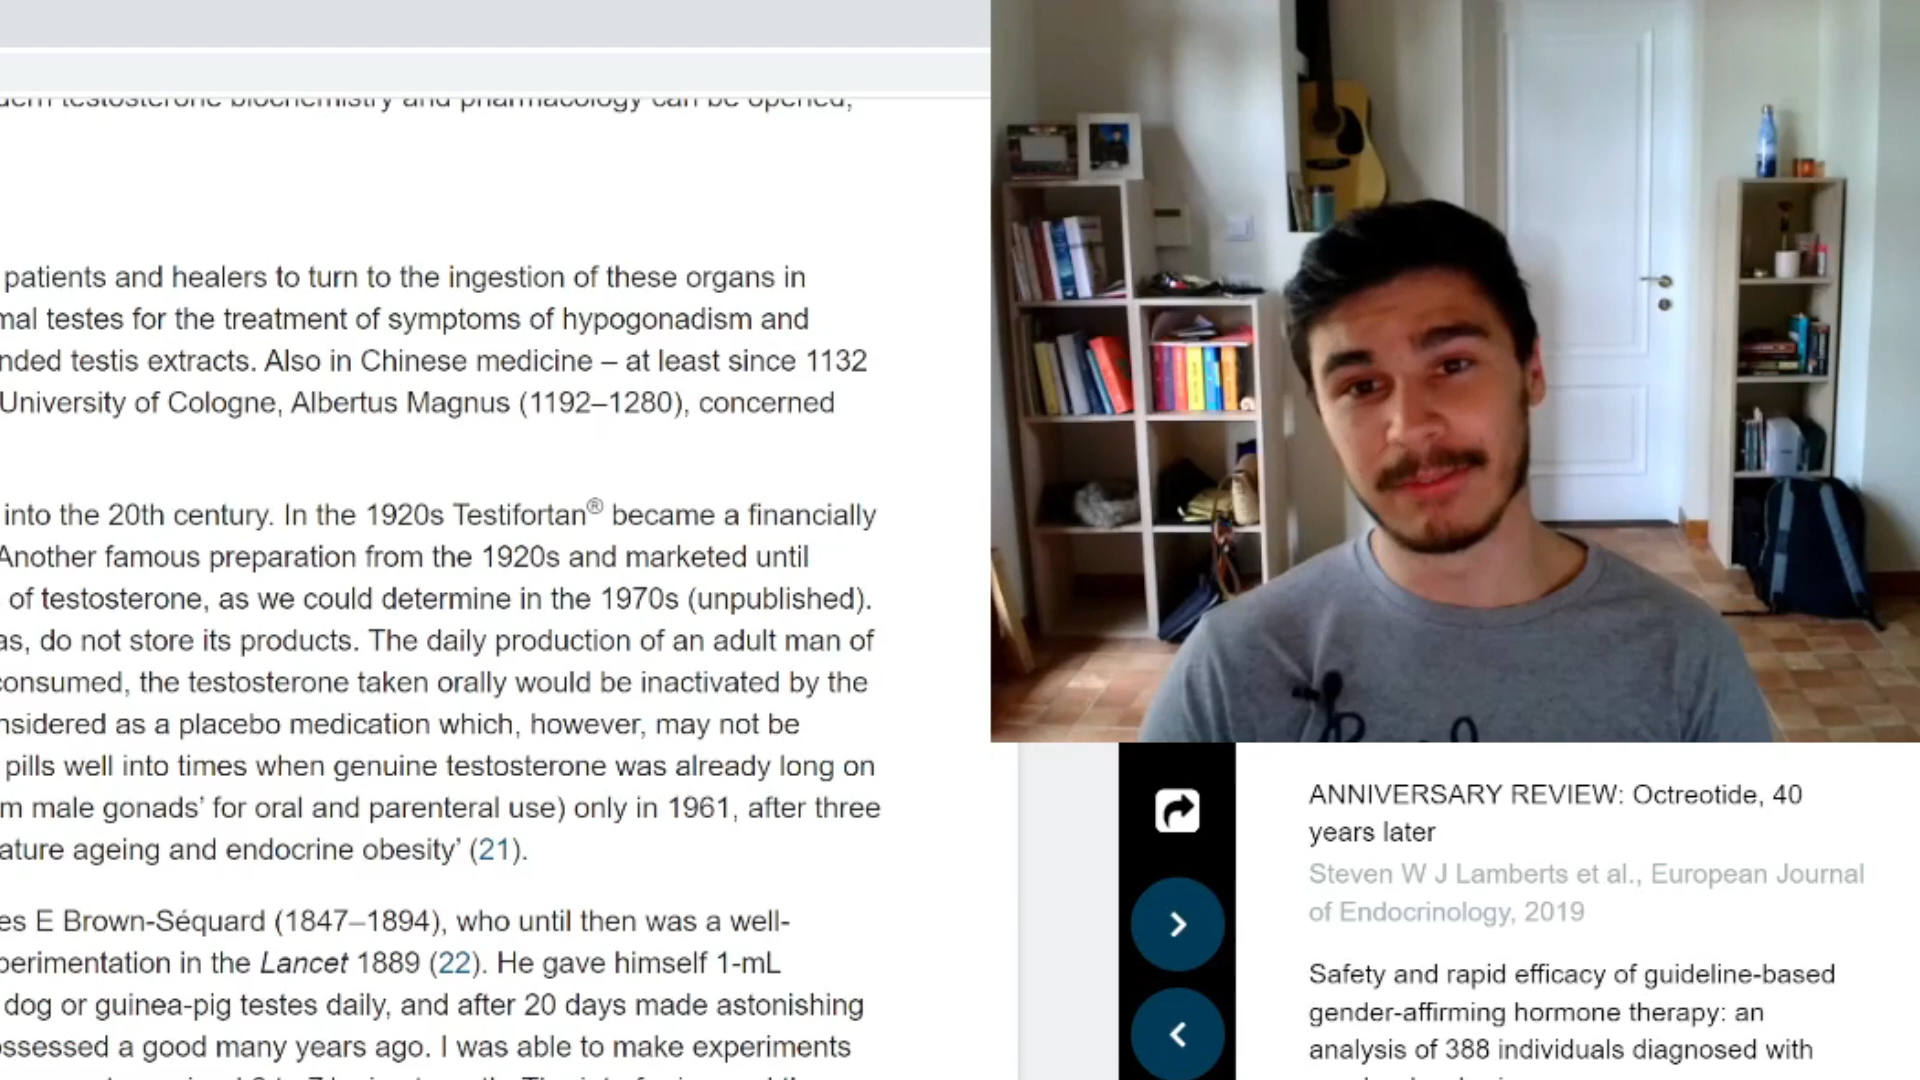 dern testosterone biochemistry and pharmacology can be opened,
patients and healers to turn to the ingestion of these organs in
mal testes for the treatment of symptoms of hypogonadism and
nded testis extracts. Also in Chinese medicine – at least since 1132
University of Cologne, Albertus Magnus (1192–1280), concerned
into the 20th century. In the 1920s Testifortan® became a financially
Another famous preparation from the 1920s and marketed until
of testosterone, as we could determine in the 1970s (unpublished).
as, do not store its products. The daily production of an adult man of
consumed, the testosterone taken orally would be inactivated by the
nsidered as a placebo medication which, however, may not be
pills well into times when genuine testosterone was already long on
m male gonads’ for oral and parenteral use) only in 1961, after three
ature ageing and endocrine obesity’ (21).
es E Brown-Séquard (1847–1894), who until then was a well-
perimentation in the Lancet 1889 (22). He gave himself 1-mL
dog or guinea-pig testes daily, and after 20 days made astonishing
ossessed a good many years ago. I was able to make experiments
ANNIVERSARY REVIEW: Octreotide, 40
years later
Steven W J Lamberts et al., European Journal
of Endocrinology, 2019
Safety and rapid efficacy of guideline-based
gender-affirming hormone therapy: an
analysis of 388 individuals diagnosed with